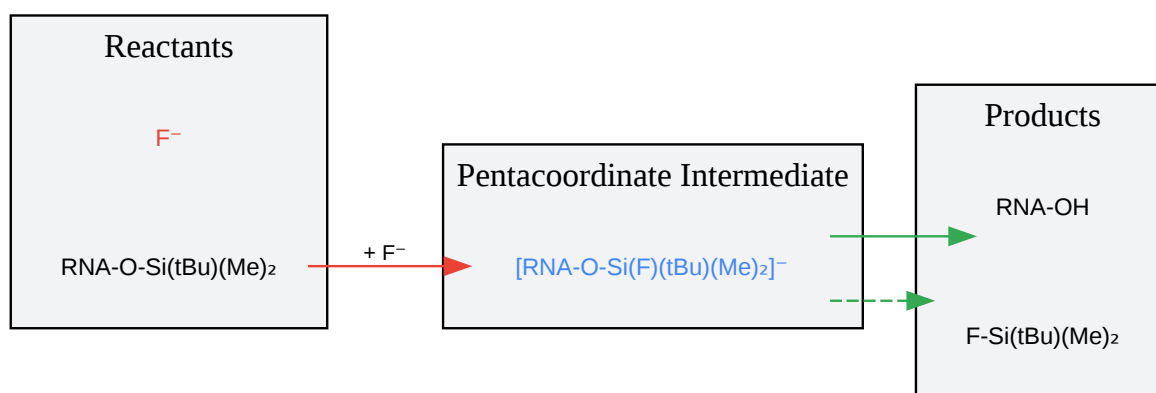 Reactants
F⁻
RNA-O-Si(tBu)(Me)₂
+ F⁻
Pentacoordinate Intermediate
[RNA-O-Si(F)(tBu)(Me)₂]⁻
Products
RNA-OH
F-Si(tBu)(Me)₂